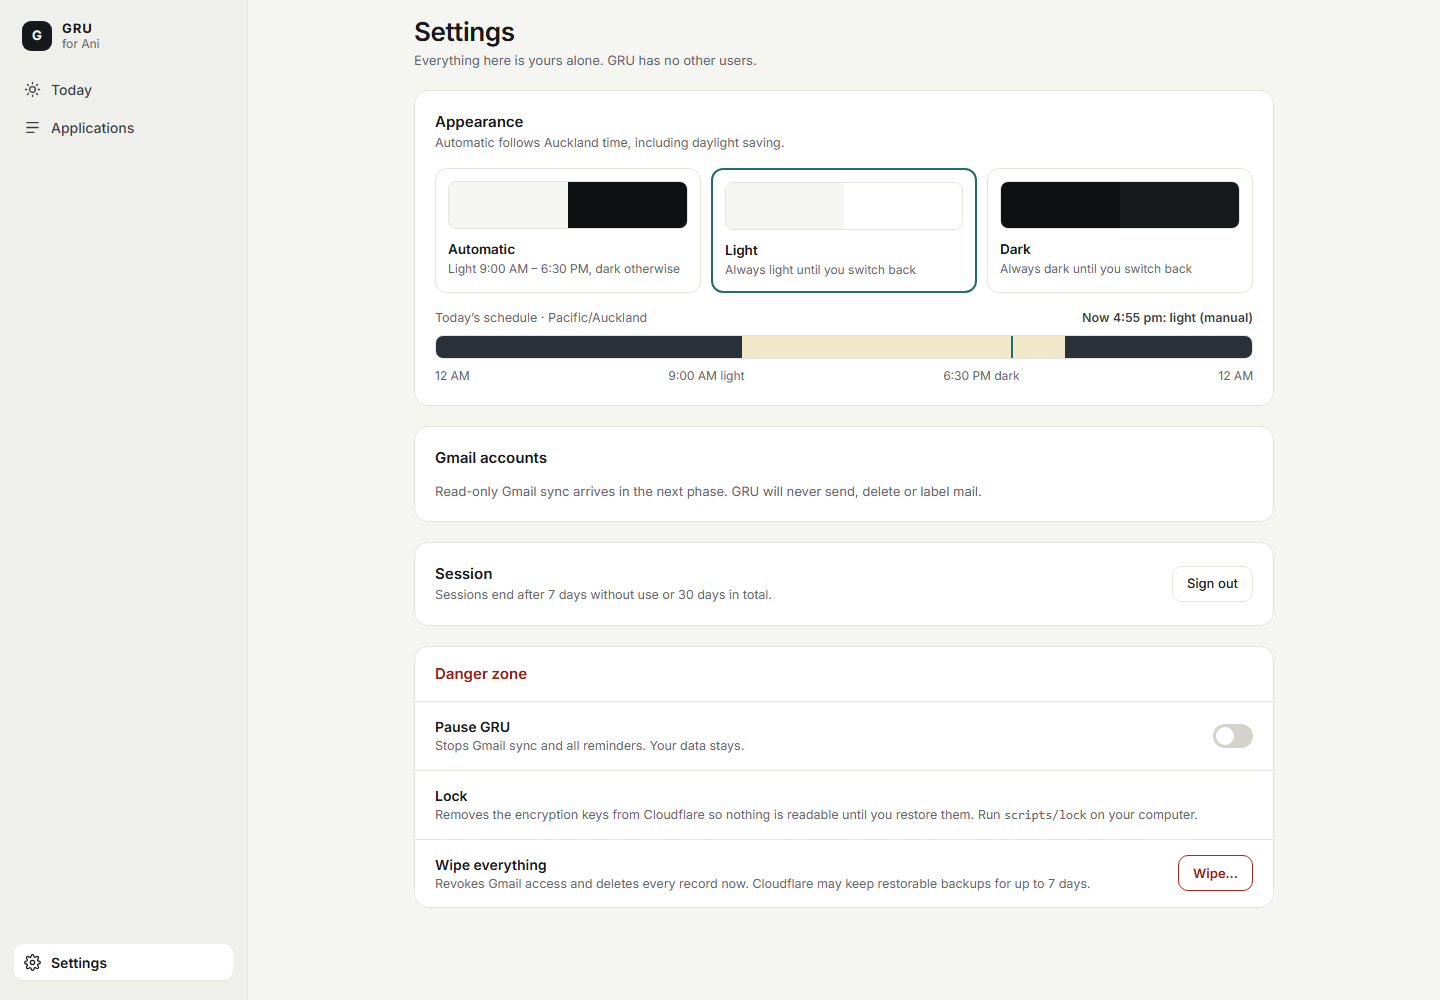 G
GRU
for Ani
Today
Applications
Settings
Settings
Everything here is yours alone. GRU has no other users.
Appearance
Automatic follows Auckland time, including daylight saving.
Automatic
Light 9:00 AM – 6:30 PM, dark otherwise
Light
Always light until you switch back
Dark
Always dark until you switch back
Today’s schedule · Pacific/Auckland
Now 4:55 pm: light (manual)
12 AM
9:00 AM light
6:30 PM dark
12 AM
Gmail accounts
Read-only Gmail sync arrives in the next phase. GRU will never send, delete or label mail.
Session
Sessions end after 7 days without use or 30 days in total.
Sign out
Danger zone
Pause GRU
Stops Gmail sync and all reminders. Your data stays.
Lock
Removes the encryption keys from Cloudflare so nothing is readable until you restore them. Run scripts/lock on your computer.
Wipe everything
Revokes Gmail access and deletes every record now. Cloudflare may keep restorable backups for up to 7 days.
Wipe…